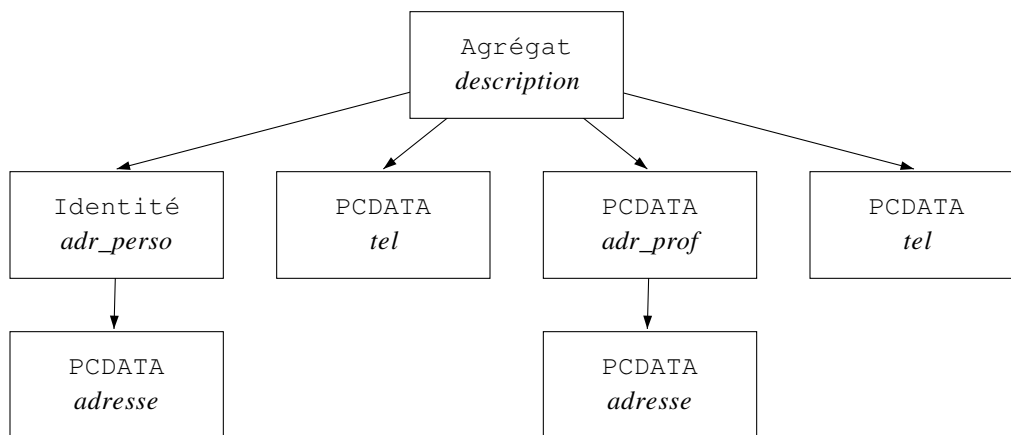 Agrégat
description
Identité
adr_perso
PCDATA
tel
PCDATA
adr_prof
PCDATA
tel
PCDATA
adresse
PCDATA
adresse